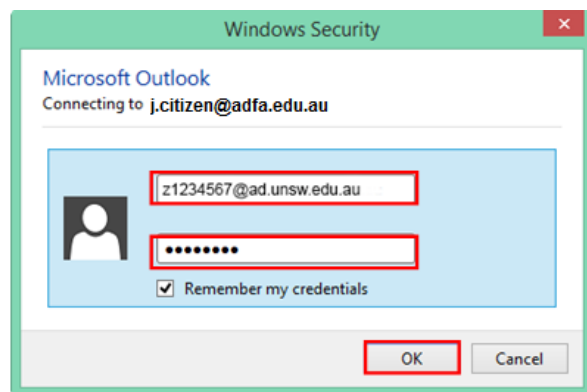 Windows Security
Microsoft Outlook
Connecting to j.citizen@adfa.edu.au
z1234567@ad.unsw.edu.au
••••••••
Remember my credentials
OK Cancel